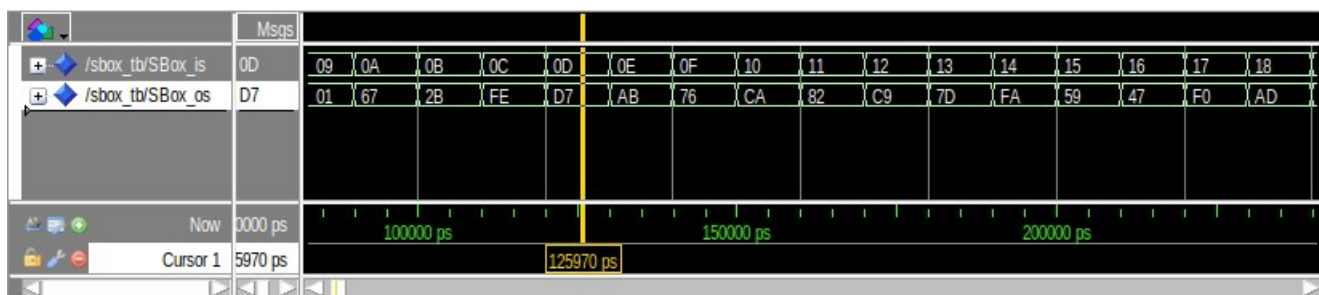 Msgs
/sbox_tb/SBox_is 0D 09 0A 0B 0C 0D 0E 0F 10 11 12 13 14 15 16 17 18
/sbox_tb/SBox_os D7 01 67 2B FE D7 AB 76 CA 82 C9 7D FA 59 47 F0 AD
Now 0000 ps 100000 ps 150000 ps 200000 ps
Cursor 1 5970 ps 125970 ps